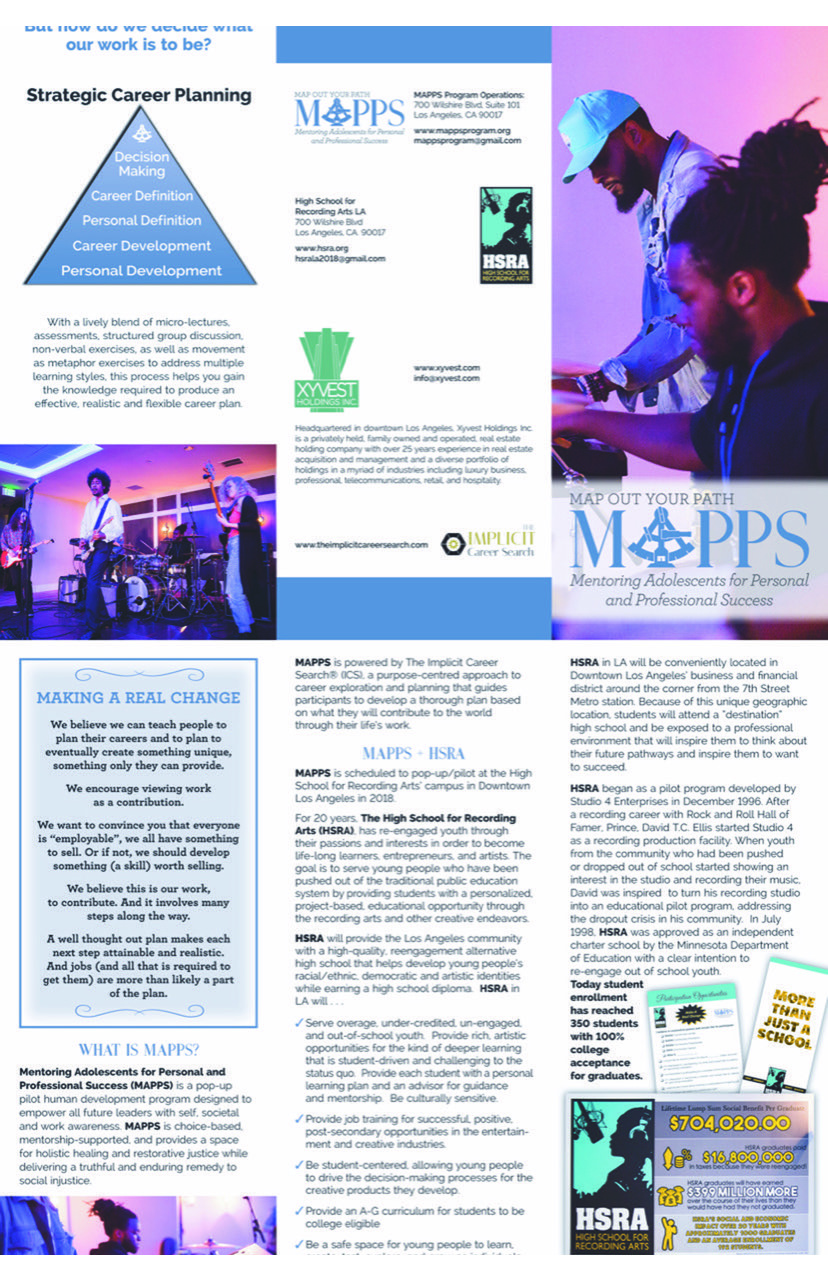 But how do we decide what
our work is to be?
Strategic Career Planning
Decision
Making
Career Definition
Personal Definition
Career Development
Personal Development
With a lively blend of micro-lectures,
assessments, structured group discussion,
non-verbal exercises, as well as movement
as metaphor exercises to address multiple
learning styles, this process helps you gain
the knowledge required to produce an
effective, realistic and flexible career plan.
MAP OUT YOUR PATH
MAPPS
Mentoring Adolescents for Personal
and Professional Success
MAPPS Program Operations:
700 Wilshire Blvd, Suite 101
Los Angeles, CA 90017
www.mappsprogram.org
mappsprogram@gmail.com
High School for
Recording Arts LA
700 Wilshire Blvd
Los Angeles, CA. 90017
www.hsra.org
hsrala2018@gmail.com
HSRA
HIGH SCHOOL FOR
RECORDING ARTS
XYVEST
HOLDINGS INC.
www.xyvest.com
info@xyvest.com
Headquartered in downtown Los Angeles, Xyvest Holdings Inc.
is a privately held, family owned and operated, real estate
holding company with over 25 years experience in real estate
acquisition and management and a diverse portfolio of
holdings in a myriad of industries including luxury business,
professional, telecommunications, retail, and hospitality.
www.theimplicitcareersearch.com
THE
IMPLICIT
Career Search
MAP OUT YOUR PATH
MAPPS
Mentoring Adolescents for Personal
and Professional Success
MAKING A REAL CHANGE
We believe we can teach people to
plan their careers and to plan to
eventually create something unique,
something only they can provide.
We encourage viewing work
as a contribution.
We want to convince you that everyone
is “employable”, we all have something
to sell. Or if not, we should develop
something (a skill) worth selling.
We believe this is our work,
to contribute. And it involves many
steps along the way.
A well thought out plan makes each
next step attainable and realistic.
And jobs (and all that is required to
get them) are more than likely a part
of the plan.
WHAT IS MAPPS?
Mentoring Adolescents for Personal and
Professional Success (MAPPS) is a pop-up
pilot human development program designed to
empower all future leaders with self, societal
and work awareness. MAPPS is choice-based,
mentorship-supported, and provides a space
for holistic healing and restorative justice while
delivering a truthful and enduring remedy to
social injustice.
MAPPS is powered by The Implicit Career
Search® (ICS), a purpose-centred approach to
career exploration and planning that guides
participants to develop a thorough plan based
on what they will contribute to the world
through their life's work.
MAPPS + HSRA
MAPPS is scheduled to pop-up/pilot at the High
School for Recording Arts' campus in Downtown
Los Angeles in 2018.
For 20 years, The High School for Recording
Arts (HSRA), has re-engaged youth through
their passions and interests in order to become
life-long learners, entrepreneurs, and artists. The
goal is to serve young people who have been
pushed out of the traditional public education
system by providing students with a personalized,
project-based, educational opportunity through
the recording arts and other creative endeavors.
HSRA will provide the Los Angeles community
with a high-quality, reengagement alternative
high school that helps develop young people's
racial/ethnic, democratic and artistic identities
while earning a high school diploma. HSRA in
LA will . . .
✓ Serve overage, under-credited, un-engaged,
and out-of-school youth. Provide rich, artistic
opportunities for the kind of deeper learning
that is student-driven and challenging to the
status quo. Provide each student with a personal
learning plan and an advisor for guidance
and mentorship. Be culturally sensitive.
✓ Provide job training for successful, positive,
post-secondary opportunities in the entertain-
ment and creative industries.
✓ Be student-centered, allowing young people
to drive the decision-making processes for the
creative products they develop.
✓ Provide an A-G curriculum for students to be
college eligible
✓ Be a safe space for young people to learn,
HSRA in LA will be conveniently located in
Downtown Los Angeles' business and financial
district around the corner from the 7th Street
Metro station. Because of this unique geographic
location, students will attend a "destination"
high school and be exposed to a professional
environment that will inspire them to think about
their future pathways and inspire them to want
to succeed.
HSRA began as a pilot program developed by
Studio 4 Enterprises in December 1996. After
a recording career with Rock and Roll Hall of
Famer, Prince, David T.C. Ellis started Studio 4
as a recording production facility. When youth
from the community who had been pushed
or dropped out of school started showing an
interest in the studio and recording their music,
David was inspired to turn his recording studio
into an educational pilot program, addressing
the dropout crisis in his community. In July
1998, HSRA was approved as an independent
charter school by the Minnesota Department
of Education with a clear intention to
re-engage out of school youth.
Today student
enrollment
has reached
350 students
with 100%
college
acceptance
for graduates.
Participation Opportunities
MORE
THAN
JUST A
SCHOOL
HSRA
HIGH SCHOOL FOR
RECORDING ARTS
Lifetime Lump Sum Social Benefit Per Graduate
$704,020.00
HSRA graduates paid
$16,800,000
in taxes because they were reengaged!
HSRA graduates will have earned
$399 MILLION MORE
over the course of their lives than they
would have had they not graduated.
HSRA'S SOCIAL AND ECONOMIC
IMPACT OVER 20 YEARS WITH
APPROXIMATELY 1000 GRADUATES
AND AN AVERAGE ENROLLMENT OF
STUDENTS.